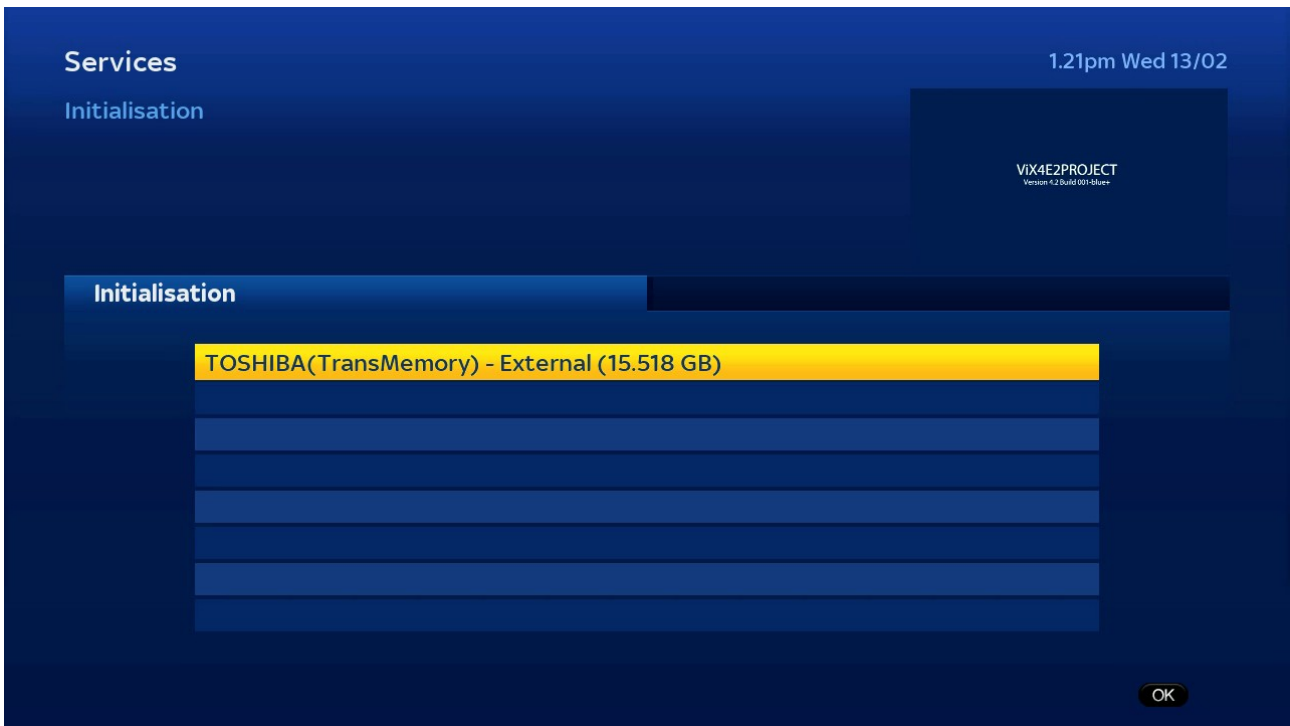 Services
1.21pm Wed 13/02
Initialisation
ViX4E2PROJECT
Version 4.2 Build 001-blue+
Initialisation
TOSHIBA(TransMemory) - External (15.518 GB)
OK